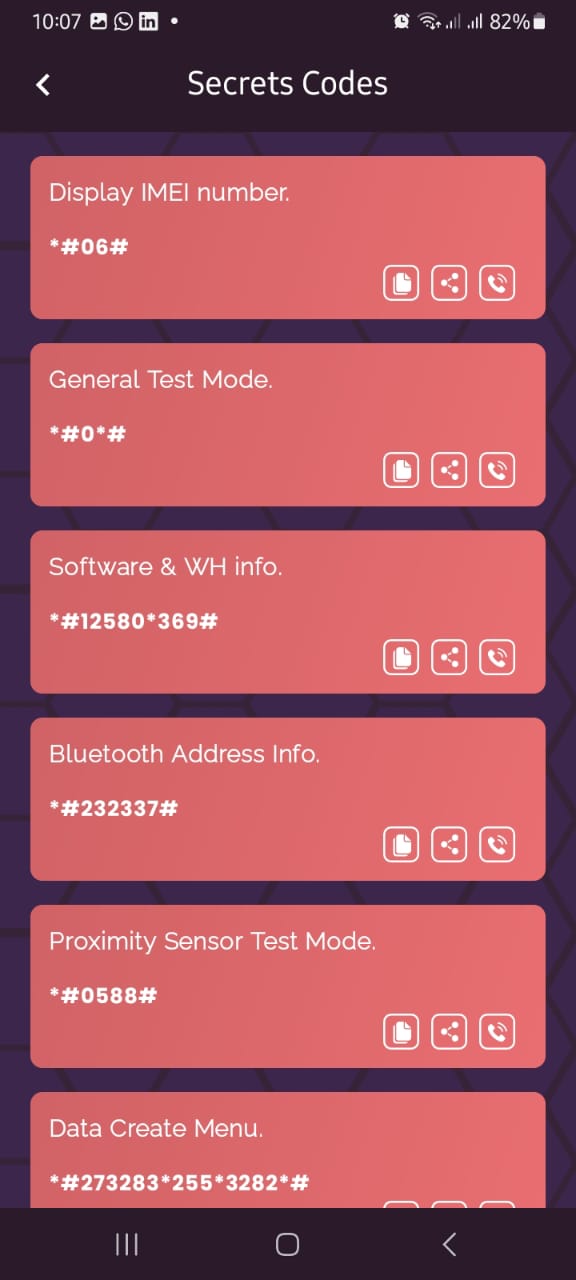 10:07 82%
Secrets Codes
Display IMEI number.
*#06#
General Test Mode.
*#0*#
Software & WH info.
*#12580*369#
Bluetooth Address Info.
*#232337#
Proximity Sensor Test Mode.
*#0588#
Data Create Menu.
*#273283*255*3282*#